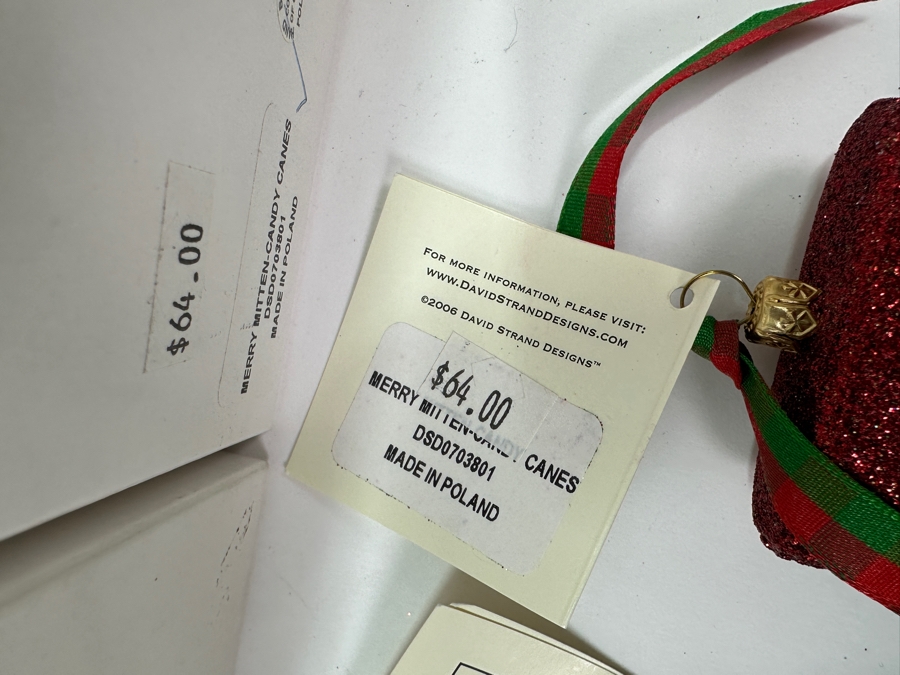 $64.00
MERRY MITTEN-CANDY CANES
DSD0703801
MADE IN POLAND
FOR MORE INFORMATION, PLEASE VISIT:
WWW.DAVIDSTRANDDESIGNS.COM
©2006 DAVID STRAND DESIGNS™
$64.00
MERRY MITTEN-CANDY CANES
DSD0703801
MADE IN POLAND